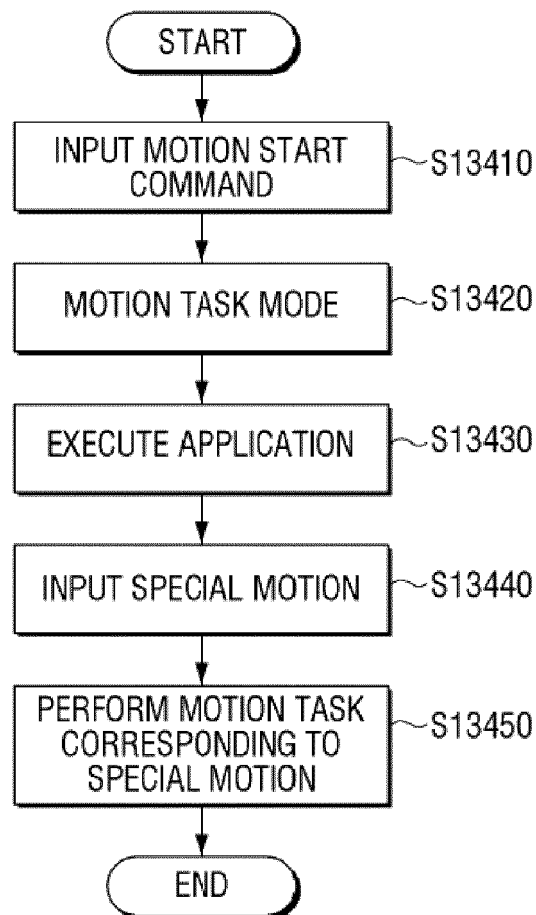 START
INPUT MOTION START
COMMAND
S13410
MOTION TASK MODE
S13420
EXECUTE APPLICATION
S13430
INPUT SPECIAL MOTION
S13440
PERFORM MOTION TASK
CORRESPONDING TO
SPECIAL MOTION
S13450
END